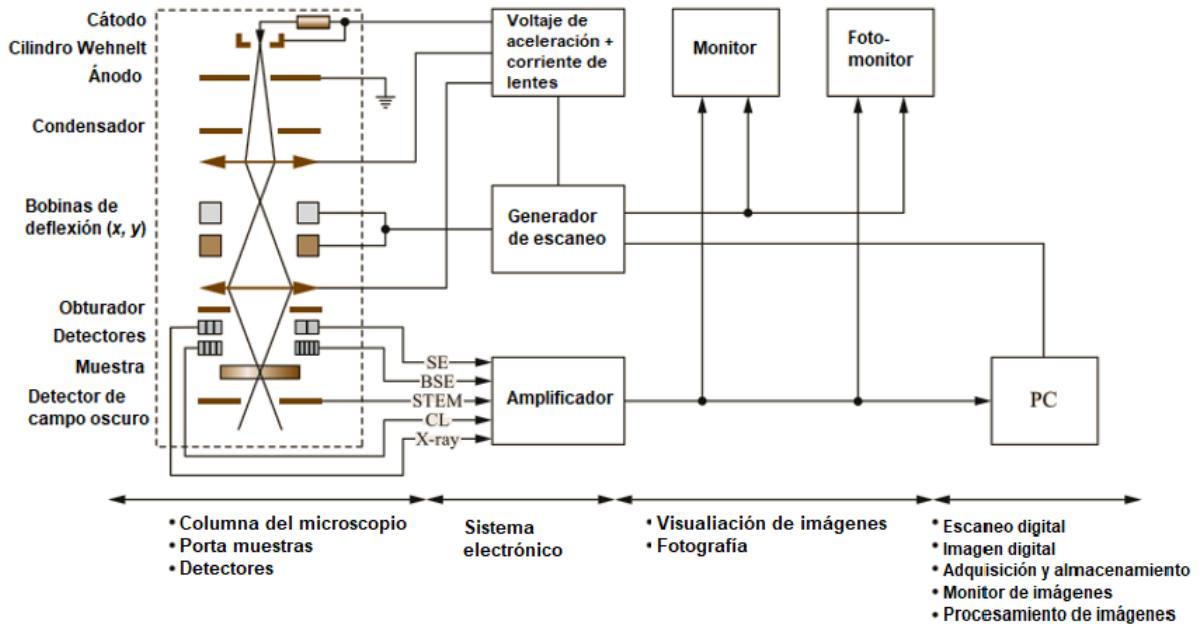 Cátodo
Cilindro Wehnelt
Ánodo
Condensador
Bobinas de
deflexión (x, y)
Obturador
Detectores
Muestra
Detector de
campo oscuro
Voltaje de
aceleración +
corriente de
lentes
Generador
de escaneo
SE
BSE
STEM
CL
X-ray
Amplificador
Monitor
Foto-
monitor
PC
• Columna del microscopio
• Porta muestras
• Detectores
Sistema
electrónico
• Visualiación de imágenes
• Fotografía
• Escaneo digital
• Imagen digital
• Adquisición y almacenamiento
• Monitor de imágenes
• Procesamiento de imágenes